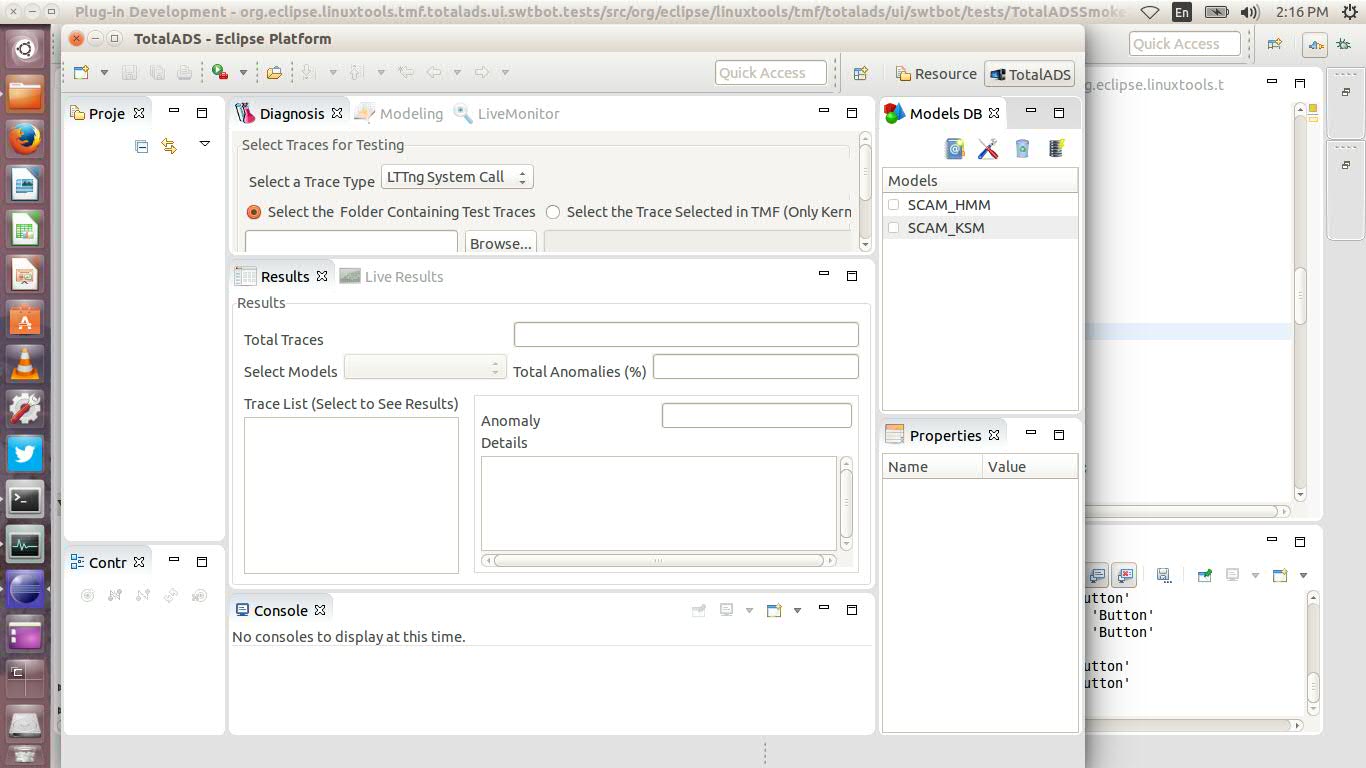 Plug-in Development - org.eclipse.linuxtools.tmf.totalads.ui.swtbot.tests/src/org/eclipse/linuxtools/tmf/totalads/ui/swtbot/tests/TotalADSSmoke
En
2:16 PM
TotalADS - Eclipse Platform
Quick Access
Quick Access
Resource
TotalADS
g.eclipse.linuxtools.t
Proje
Diagnosis
Modeling
LiveMonitor
Models DB
Select Traces for Testing
Select a Trace Type
LTTng System Call
Select the Folder Containing Test Traces
Select the Trace Selected in TMF (Only Kern
Browse...
Models
SCAM_HMM
SCAM_KSM
Results
Live Results
Results
Total Traces
Select Models
Total Anomalies (%)
Trace List (Select to See Results)
Anomaly
Details
Properties
Name
Value
Contr
Console
No consoles to display at this time.
utton'
'Button'
'Button'
utton'
utton'